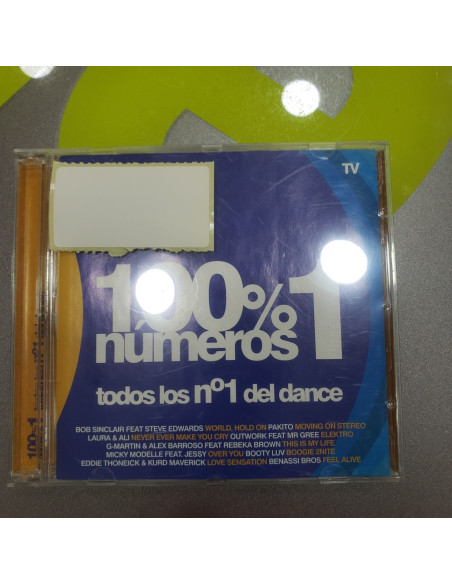 TV
100% 1
números
todos los nº1 del dance
BOB SINCLAIR FEAT STEVE EDWARDS WORLD, HOLD ON PAKITO MOVING ON STEREO
LAURA & ALI NEVER EVER MAKE YOU CRY OUTWORK FEAT MR GREE ELEKTRO
G-MARTIN & ALEX BARROSO FEAT REBEKA BROWN THIS IS MY LIFE
MICKY MODELLE FEAT. JESSY OVER YOU BOOTY LUV BOOGIE 2NITE
EDDIE THONEICK & KURD MAVERICK LOVE SENSATION BENASSI BROS FEEL ALIVE